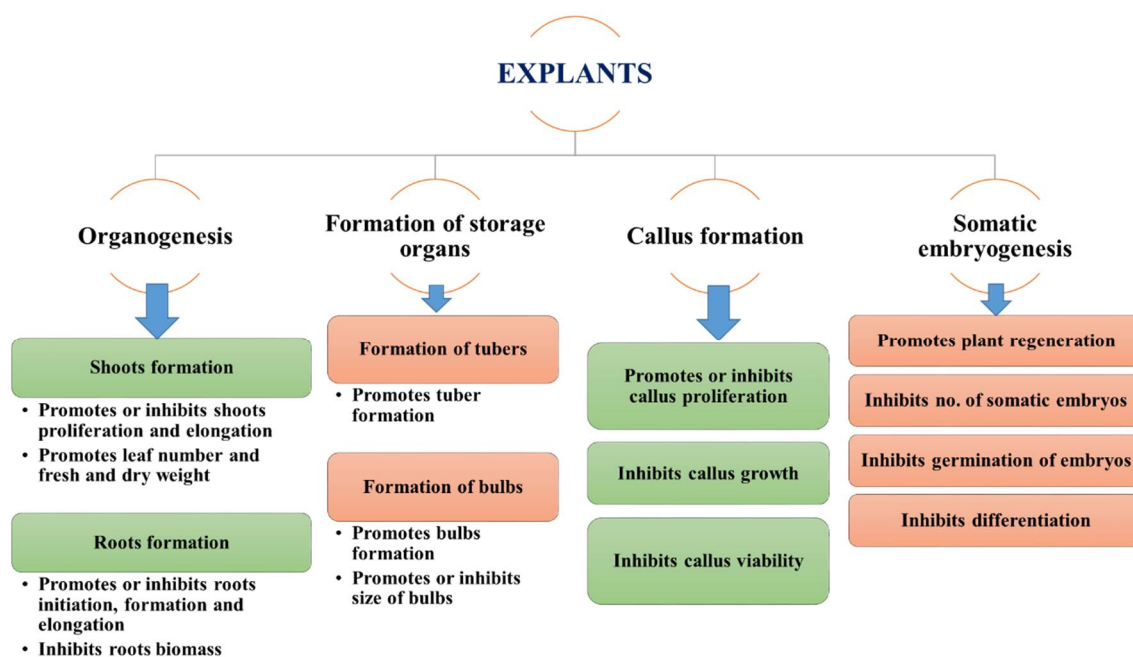 EXPLANTS
Organogenesis
Shoots formation
• Promotes or inhibits shoots
proliferation and elongation
• Promotes leaf number and
fresh and dry weight
Roots formation
• Promotes or inhibits roots
initiation, formation and
elongation
• Inhibits roots biomass
Formation of storage
organs
Formation of tubers
• Promotes tuber
formation
Formation of bulbs
• Promotes bulbs
formation
• Promotes or inhibits
size of bulbs
Callus formation
Promotes or inhibits
callus proliferation
Inhibits callus growth
Inhibits callus viability
Somatic
embryogenesis
Promotes plant regeneration
Inhibits no. of somatic embryos
Inhibits germination of embryos
Inhibits differentiation